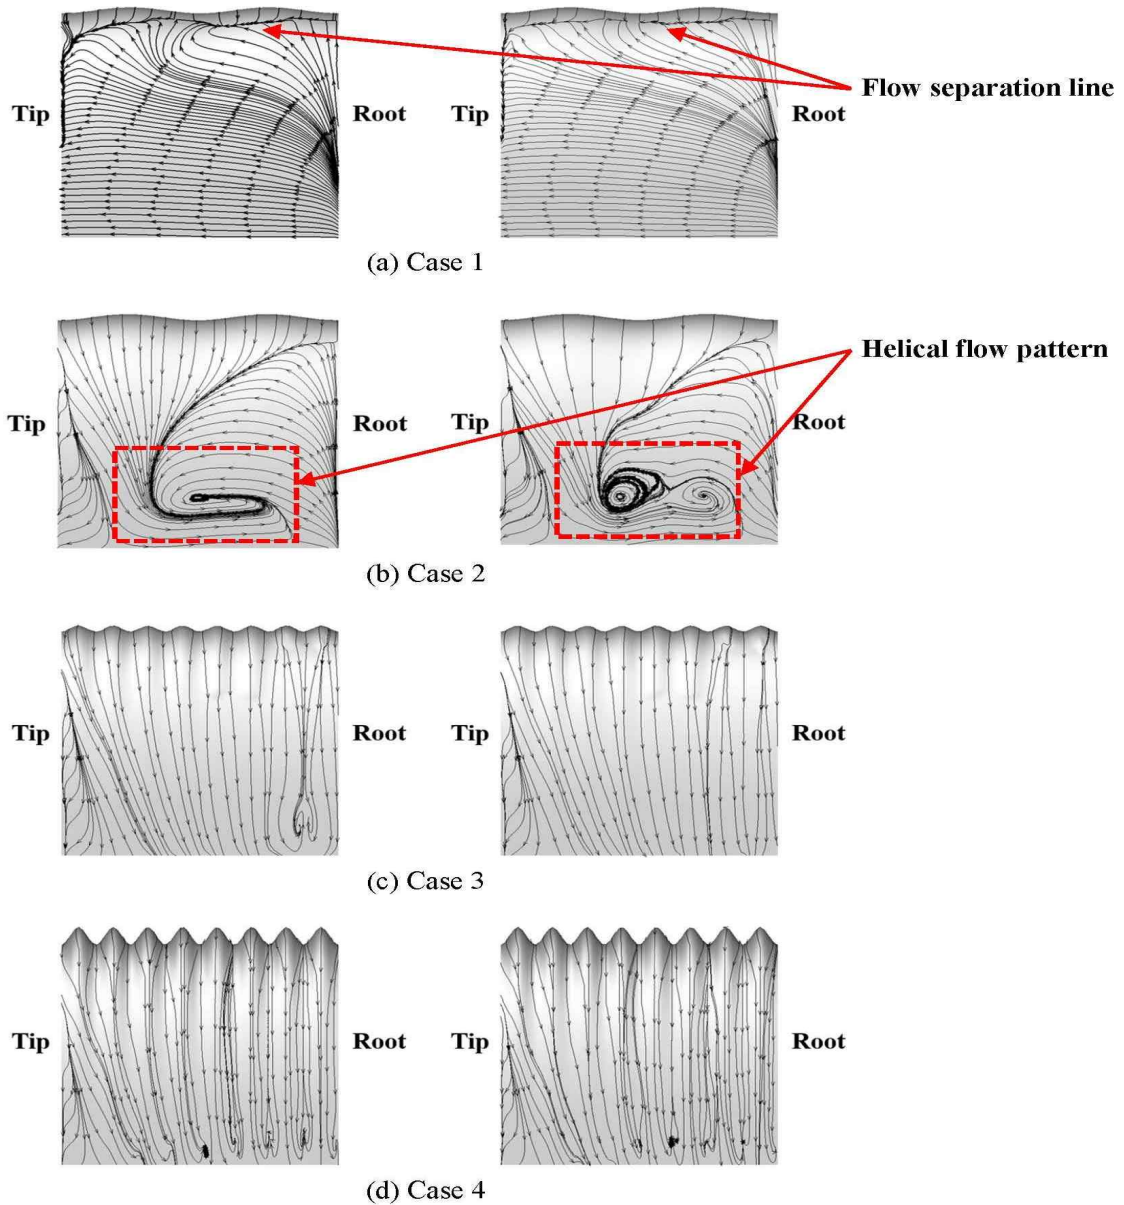 Flow separation line
Tip Root Tip Root
(a) Case 1
Helical flow pattern
Tip Root Tip Root
(b) Case 2
Tip Root Tip Root
(c) Case 3
Tip Root Tip Root
(d) Case 4